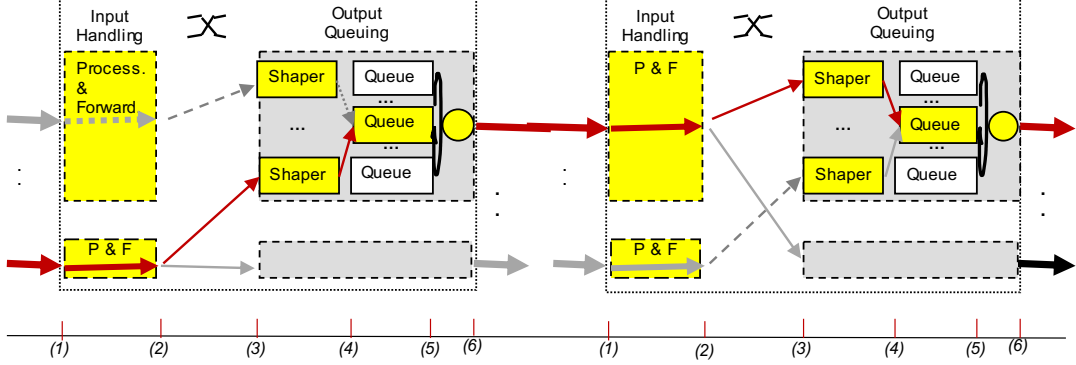 Input
Handling
Output
Queuing
Process.
&
Forward
Shaper
Queue
...
...
Queue
...
Shaper
Queue
P & F
:
:
(1)
(2)
(3)
(4)
(5)
(6)
Input
Handling
Output
Queuing
P & F
Shaper
Queue
...
...
Queue
...
Shaper
Queue
P & F
:
:
(1)
(2)
(3)
(4)
(5)
(6)